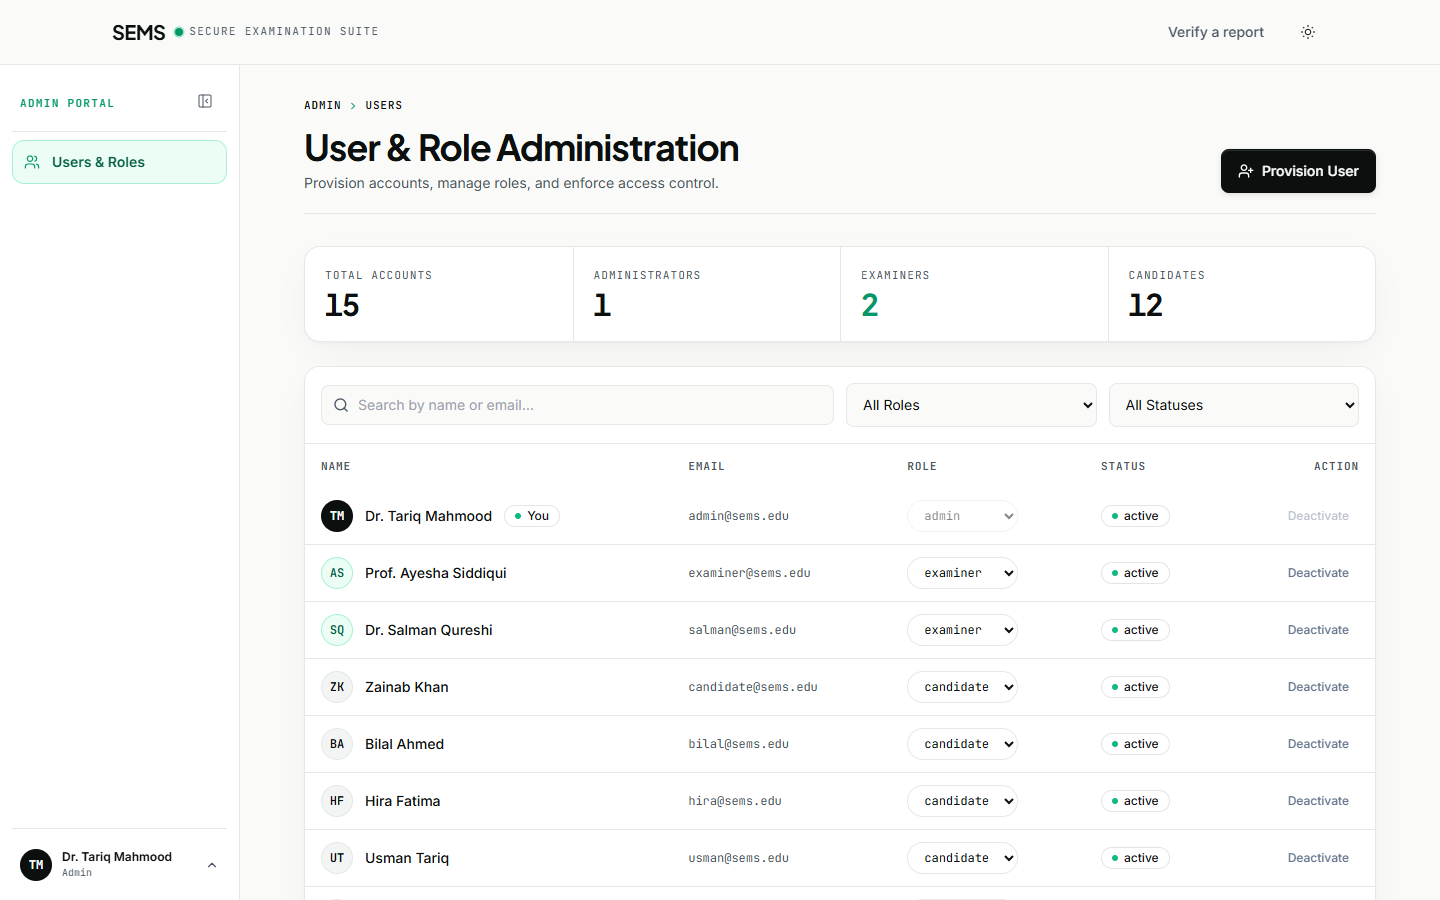 SEMS SECURE EXAMINATION SUITE Verify a report
ADMIN PORTAL
Users & Roles
ADMIN > USERS
User & Role Administration
Provision accounts, manage roles, and enforce access control.
Provision User
TOTAL ACCOUNTS ADMINISTRATORS EXAMINERS CANDIDATES
15 1 2 12
Search by name or email... All Roles All Statuses
NAME EMAIL ROLE STATUS ACTION
TM Dr. Tariq Mahmood You admin@sems.edu admin active Deactivate
AS Prof. Ayesha Siddiqui examiner@sems.edu examiner active Deactivate
SQ Dr. Salman Qureshi salman@sems.edu examiner active Deactivate
ZK Zainab Khan candidate@sems.edu candidate active Deactivate
BA Bilal Ahmed bilal@sems.edu candidate active Deactivate
HF Hira Fatima hira@sems.edu candidate active Deactivate
UT Usman Tariq usman@sems.edu candidate active Deactivate
TM Dr. Tariq Mahmood
Admin